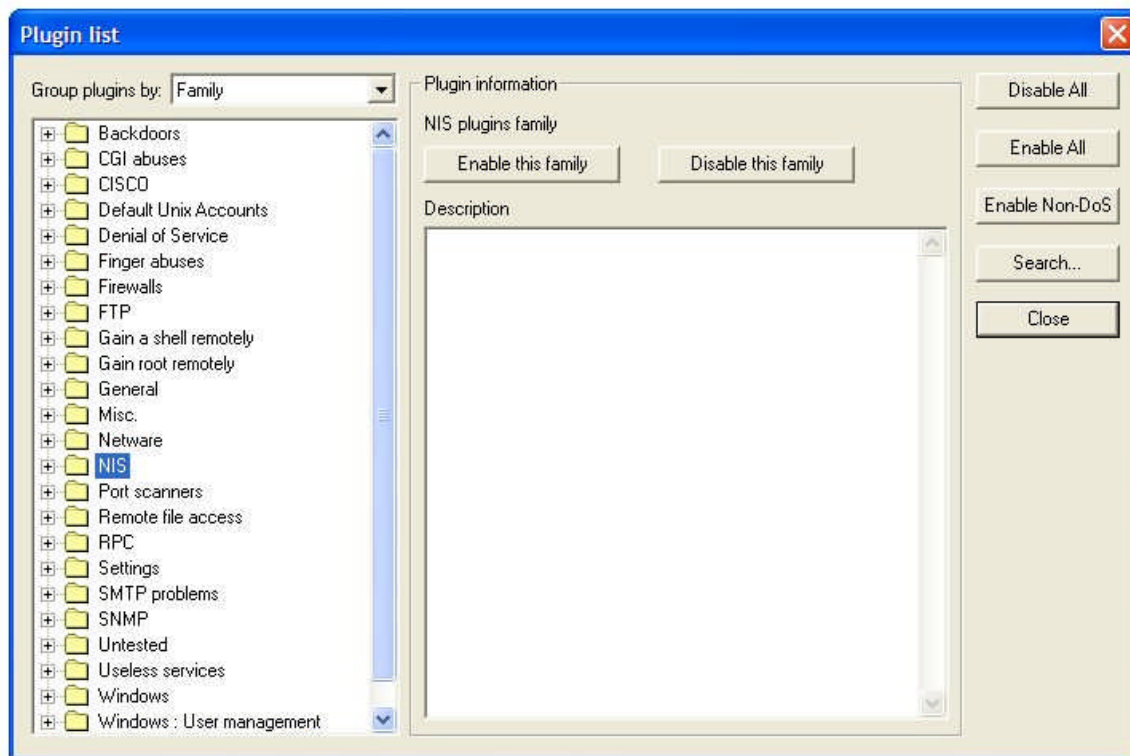 Plugin list
Group plugins by: Family
Backdoors
CGI abuses
CISCO
Default Unix Accounts
Denial of Service
Finger abuses
Firewalls
FTP
Gain a shell remotely
Gain root remotely
General
Misc.
Netware
NIS
Port scanners
Remote file access
RPC
Settings
SMTP problems
SNMP
Untested
Useless services
Windows
Windows : User management
Plugin information
NIS plugins family
Enable this family Disable this family
Description
Disable All
Enable All
Enable Non-DoS
Search...
Close